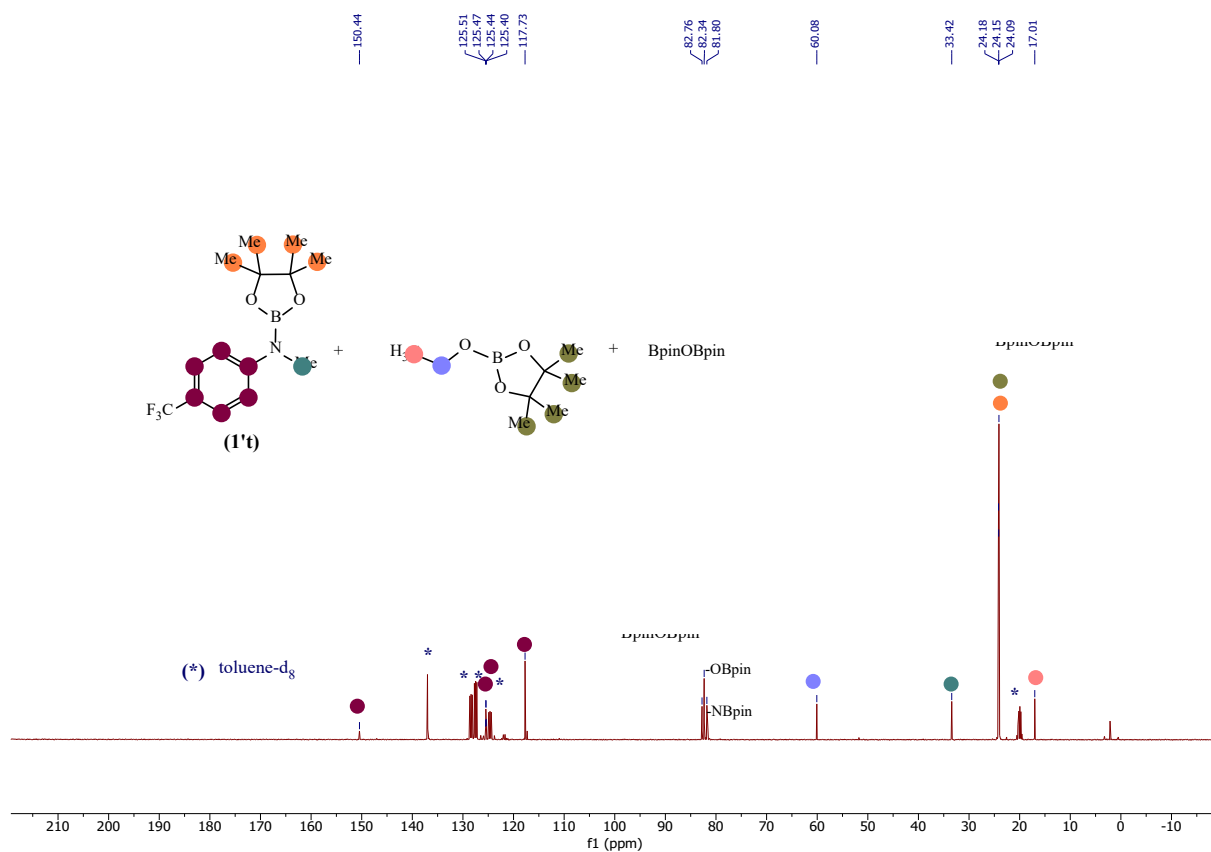 150.44
125.51
125.47
125.44
125.40
117.73
82.76
82.34
81.80
60.08
33.42
24.18
24.15
24.09
17.01
Me Me
Me Me
O O
B
N
Me
F₃C
(1't)
+
H₃
O
B
O
O
Me
Me
Me
Me
+
BpinOBpin
BpinOBpin
BpinOBpin
(*) toluene-d₈
*
* * *
*
-OBpin
-NBpin
210 200 190 180 170 160 150 140 130 120 110 100 90 80 70 60 50 40 30 20 10 0 -10
f1 (ppm)